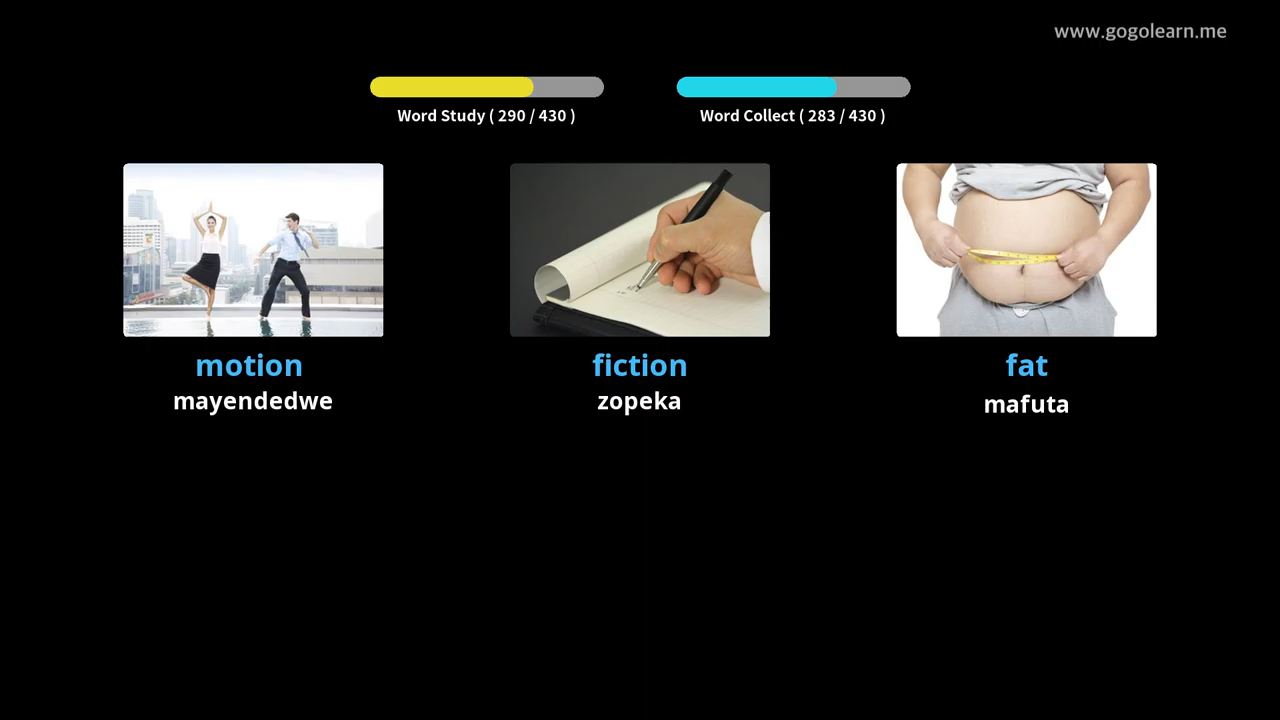 www.gogolearn.me
Word Study ( 290 / 430 )
Word Collect ( 283 / 430 )
motion
mayendedwe
fiction
zopeka
fat
mafuta